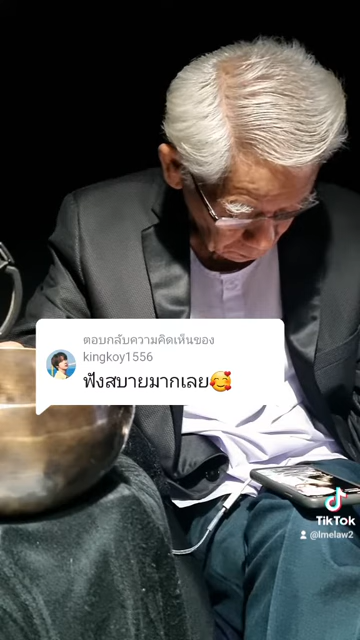 ตอบกลับความคิดเห็นของ
kingkoy1556
ฟังสบายมากเลย🥰
TikTok
@lmelaw2